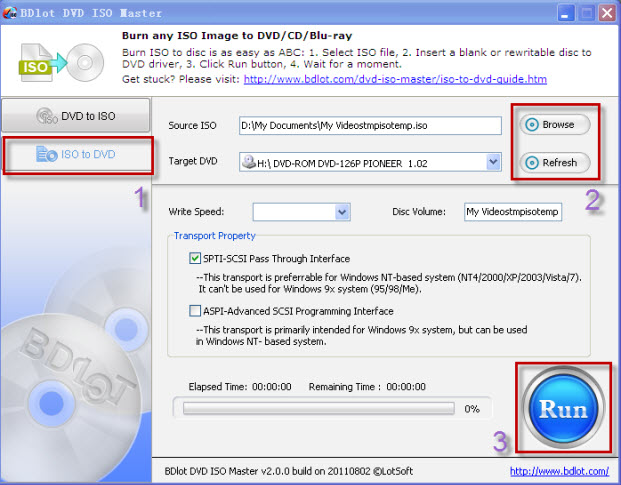 BDlot DVD ISO Master
Burn any ISO Image to DVD/CD/Blu-ray
Burn ISO to disc is as easy as ABC: 1. Select ISO file, 2. Insert a blank or rewritable disc to
DVD driver, 3. Click Run button, 4. Wait for a moment.
Get stuck? Please visit: http://www.bdlot.com/dvd-iso-master/iso-to-dvd-guide.htm
ISO
DVD to ISO
ISO to DVD
1
Source ISO
D:\My Documents\My Videostmpisotemp.iso
Browse
Target DVD
H:\ DVD-ROM DVD-126P PIONEER 1.02
Refresh
2
Write Speed:
Disc Volume:
My Videostmpisotemp
Transport Property
SPTI-SCSI Pass Through Interface
--This transport is preferrable for Windows NT-based system (NT4/2000/XP/2003/Vista/7).
It can't be used for Windows 9x system (95/98/Me).
ASPI-Advanced SCSI Programming Interface
--This transport is primarily intended for Windows 9x system, but can be used
in Windows NT- based system.
BDlOT
Elapsed Time: 00:00:00
Remaining Time : 00:00:00
0%
Run
3
BDlot DVD ISO Master v2.0.0 build on 20110802 @LotSoft
http://www.bdlot.com/